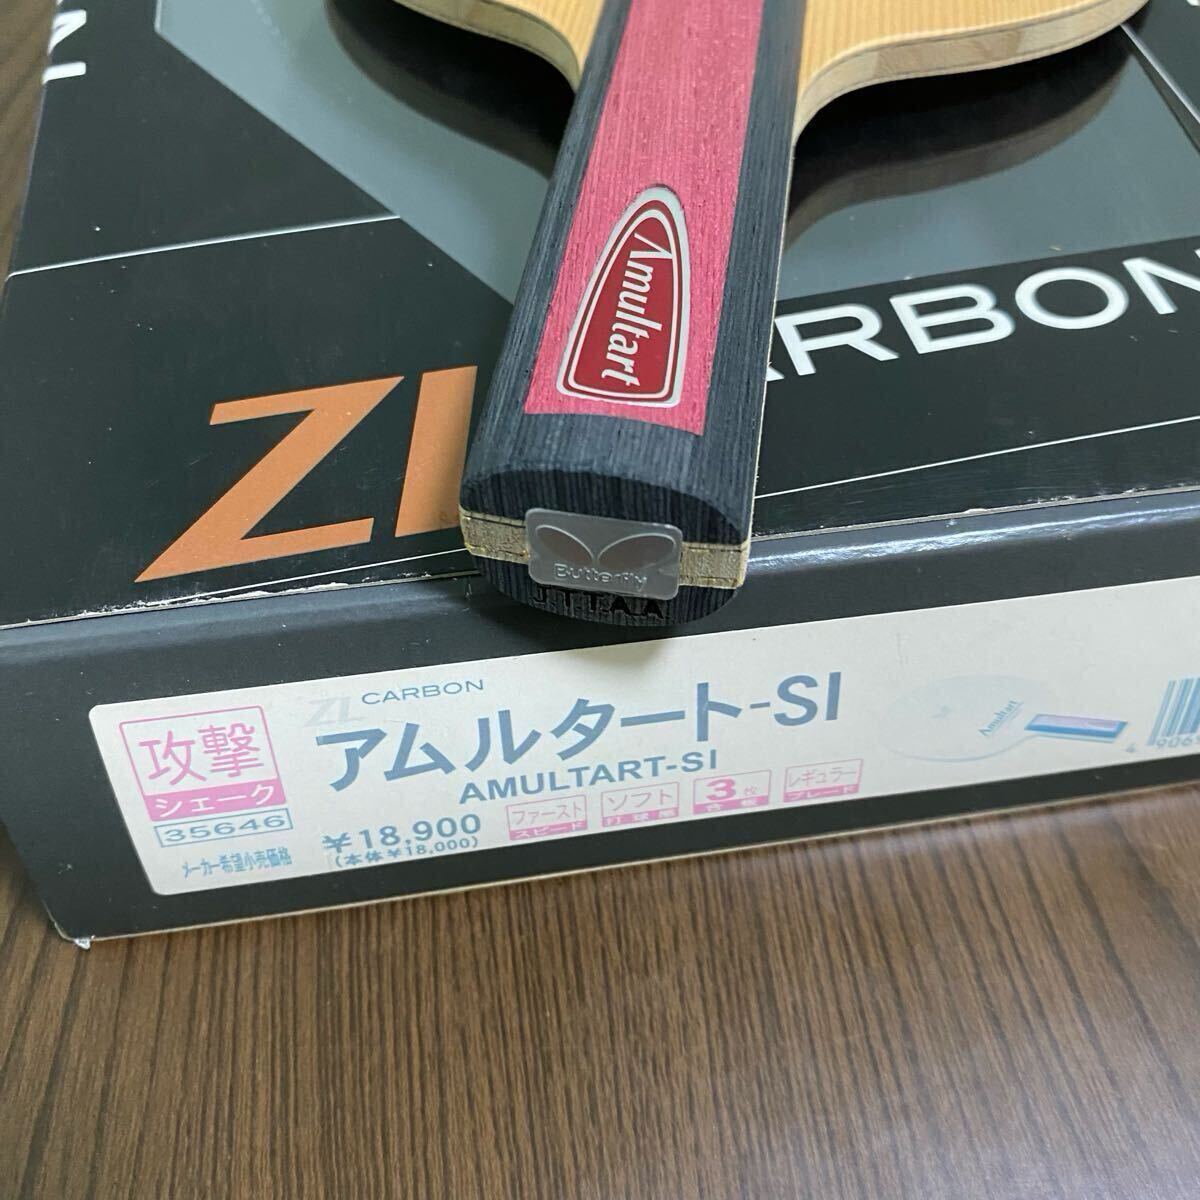 ZL
ARBON
Amultart
Butterfly
J.T.T.A.A
攻撃
シェーク
35646
メーカー希望小売価格
ZL CARBON
アムルタート-SI
AMULTART-SI
¥18,900
(本体¥18,000)
ファースト
スピード
ソフト
打球感
3枚
合板
レギュラー
ブレード
Amultart